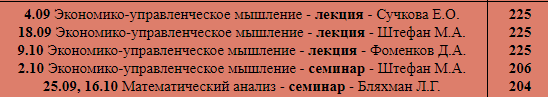 4.09 Экономико-управленческое мышление - лекция - Сучкова Е.О. 225
18.09 Экономико-управленческое мышление - лекция - Штефан М.А. 225
9.10 Экономико-управленческое мышление - лекция - Фоменков Д.А. 225
2.10 Экономико-управленческое мышление - семинар - Штефан М.А. 206
25.09, 16.10 Математический анализ - семинар - Бляхман Л.Г. 204